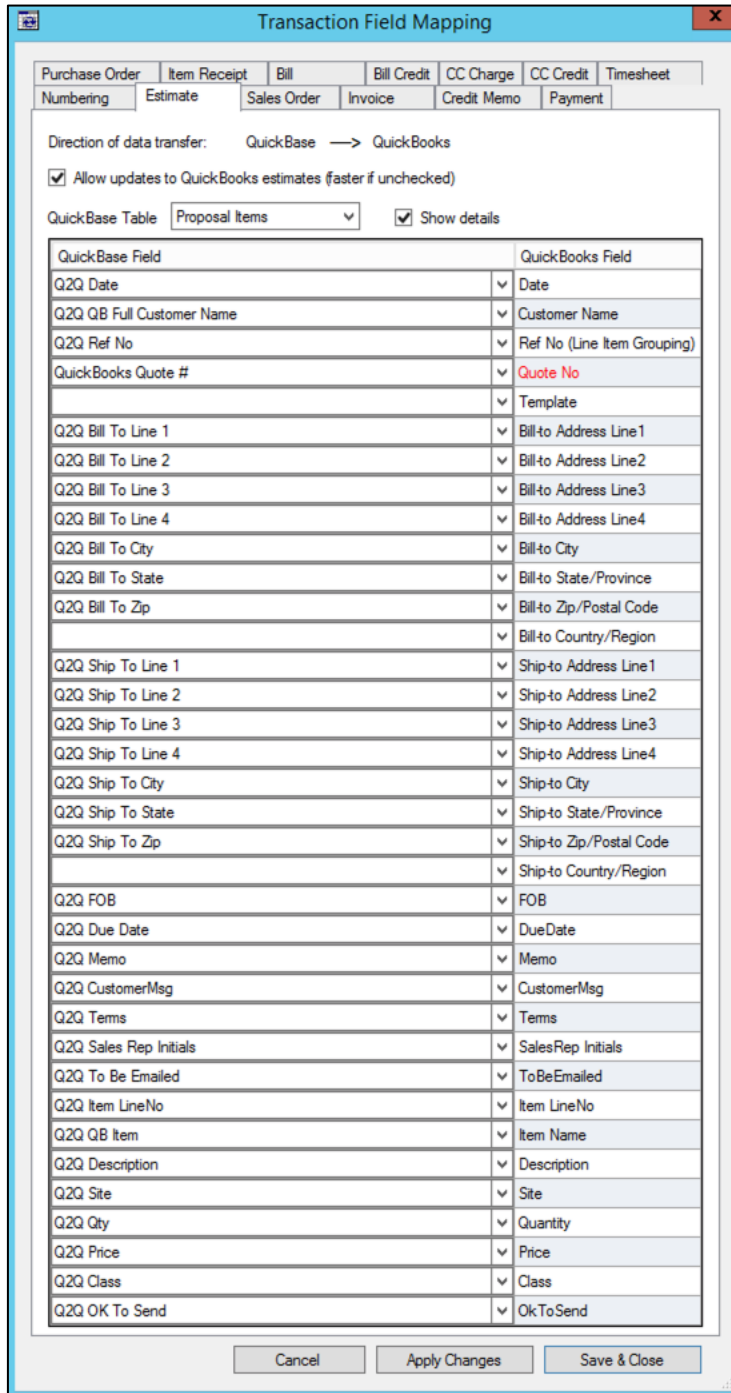 Transaction Field Mapping
x
Purchase Order Item Receipt Bill Bill Credit CC Charge CC Credit Timesheet
Numbering Estimate Sales Order Invoice Credit Memo Payment
Direction of data transfer: QuickBase —> QuickBooks
Allow updates to QuickBooks estimates (faster if unchecked)
QuickBase Table Proposal Items Show details
QuickBase Field QuickBooks Field
Q2Q Date Date
Q2Q QB Full Customer Name Customer Name
Q2Q Ref No Ref No (Line Item Grouping)
QuickBooks Quote # Quote No
Template
Q2Q Bill To Line 1 Bill-to Address Line1
Q2Q Bill To Line 2 Bill-to Address Line2
Q2Q Bill To Line 3 Bill-to Address Line3
Q2Q Bill To Line 4 Bill-to Address Line4
Q2Q Bill To City Bill-to City
Q2Q Bill To State Bill-to State/Province
Q2Q Bill To Zip Bill-to Zip/Postal Code
Bill-to Country/Region
Q2Q Ship To Line 1 Ship-to Address Line1
Q2Q Ship To Line 2 Ship-to Address Line2
Q2Q Ship To Line 3 Ship-to Address Line3
Q2Q Ship To Line 4 Ship-to Address Line4
Q2Q Ship To City Ship-to City
Q2Q Ship To State Ship-to State/Province
Q2Q Ship To Zip Ship-to Zip/Postal Code
Ship-to Country/Region
Q2Q FOB FOB
Q2Q Due Date DueDate
Q2Q Memo Memo
Q2Q CustomerMsg CustomerMsg
Q2Q Terms Terms
Q2Q Sales Rep Initials SalesRep Initials
Q2Q To Be Emailed ToBeEmailed
Q2Q Item LineNo Item LineNo
Q2Q QB Item Item Name
Q2Q Description Description
Q2Q Site Site
Q2Q Qty Quantity
Q2Q Price Price
Q2Q Class Class
Q2Q OK To Send OkToSend
Cancel Apply Changes Save & Close